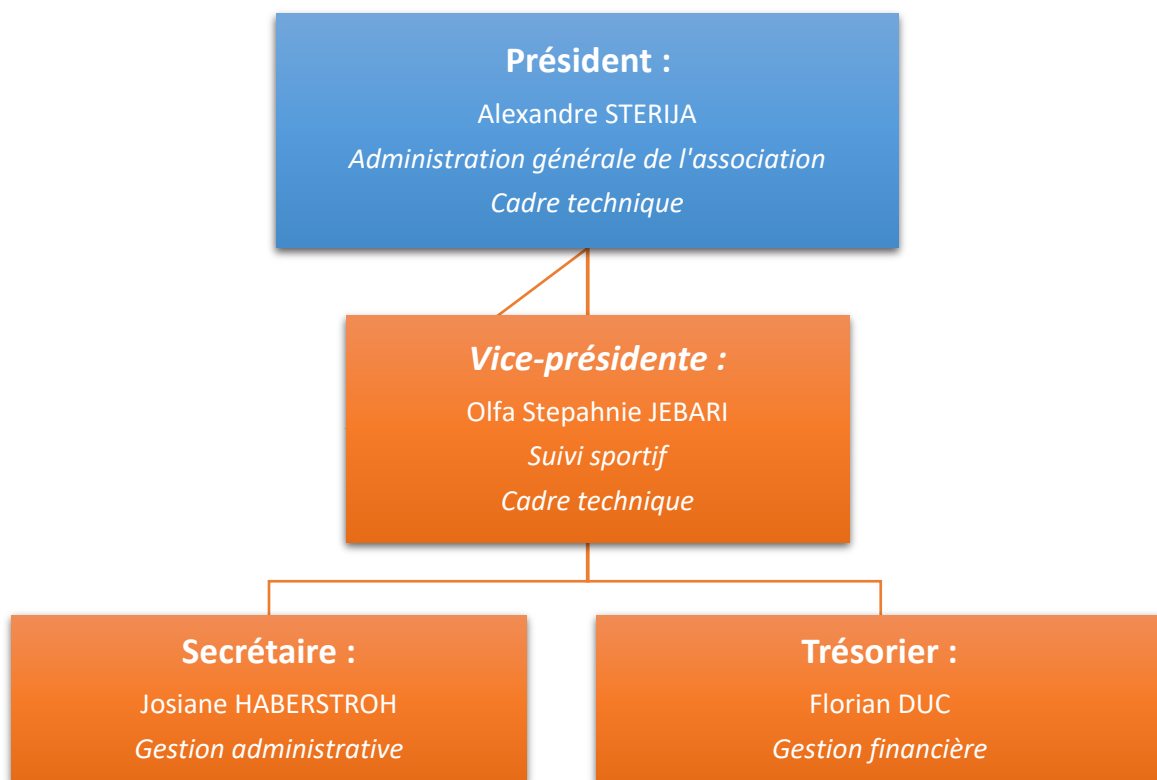 Président :
Alexandre STERIJA
Administration générale de l'association
Cadre technique
Vice-présidente :
Olfa Stepahnie JEBARI
Suivi sportif
Cadre technique
Secrétaire :
Josiane HABERSTROH
Gestion administrative
Trésorier :
Florian DUC
Gestion financière